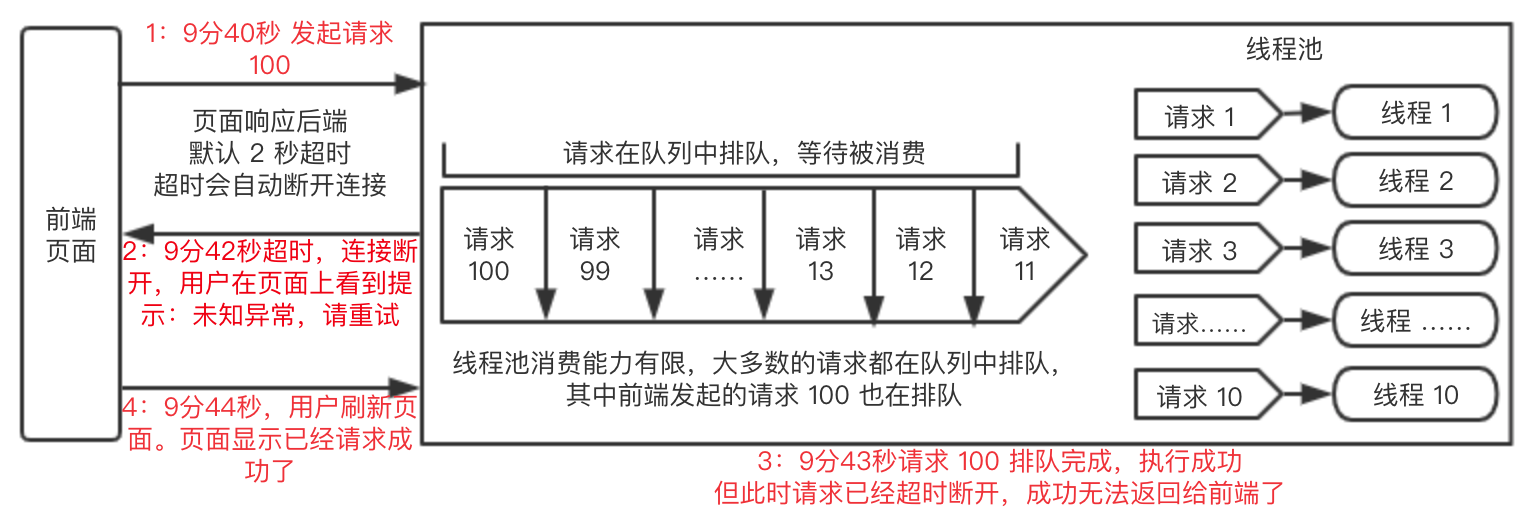 1：9分40秒 发起请求
100
页面响应后端
默认 2 秒超时
超时会自动断开连接
前端
页面
2：9分42秒超时，连接断
开，用户在页面上看到提
示：未知异常，请重试
4：9分44秒，用户刷新页
面。页面显示已经请求成
功了
请求在队列中排队，等待被消费
请求
100
请求
99
请求
……
请求
13
请求
12
请求
11
线程池消费能力有限，大多数的请求都在队列中排队，
其中前端发起的请求 100 也在排队
线程池
请求 1
线程 1
请求 2
线程 2
请求 3
线程 3
请求……
线程 ……
请求 10
线程 10
3：9分43秒请求 100 排队完成，执行成功
但此时请求已经超时断开，成功无法返回给前端了